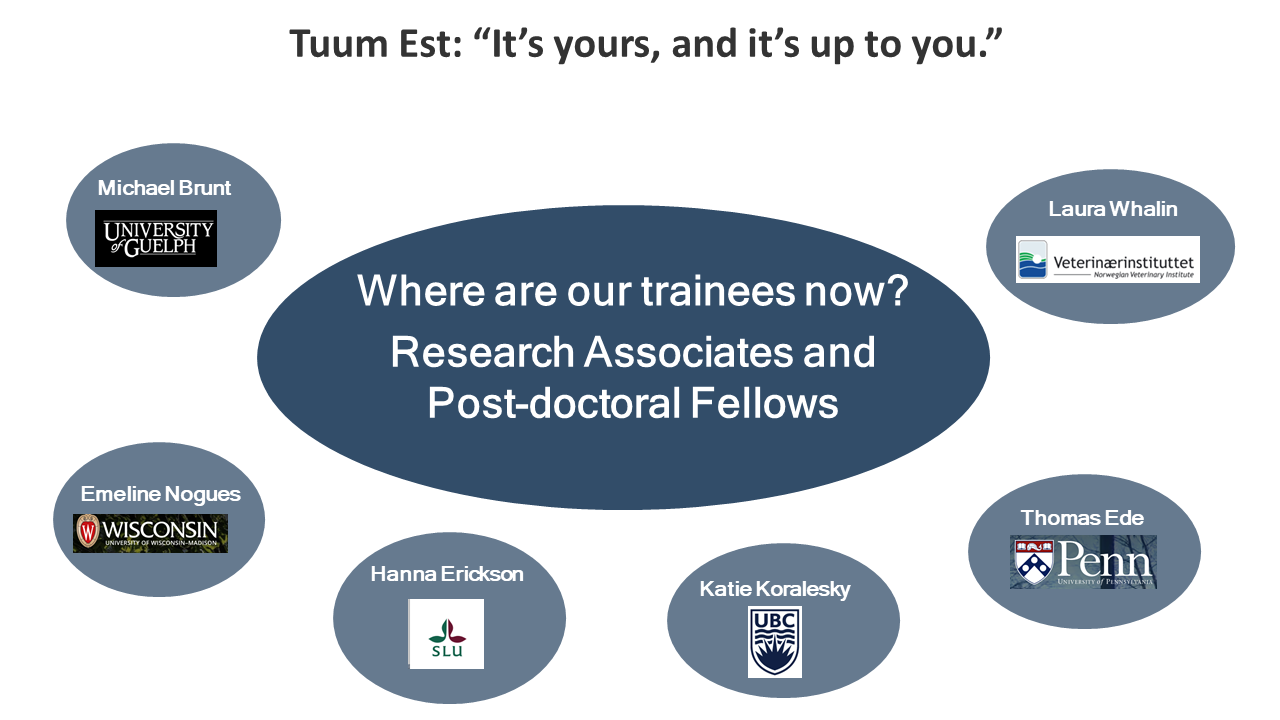 Tuum Est: “It’s yours, and it’s up to you.”
Michael Brunt
UNIVERSITY
of GUELPH
Laura Whalin
Veterinærinstituttet
Norwegian Veterinary Institute
Where are our trainees now?
Research Associates and
Post-doctoral Fellows
Emeline Nogues
W WISCONSIN
UNIVERSITY OF WISCONSIN–MADISON
Hanna Erickson
SLU
Katie Koralesky
UBC
Thomas Ede
Penn
UNIVERSITY of PENNSYLVANIA